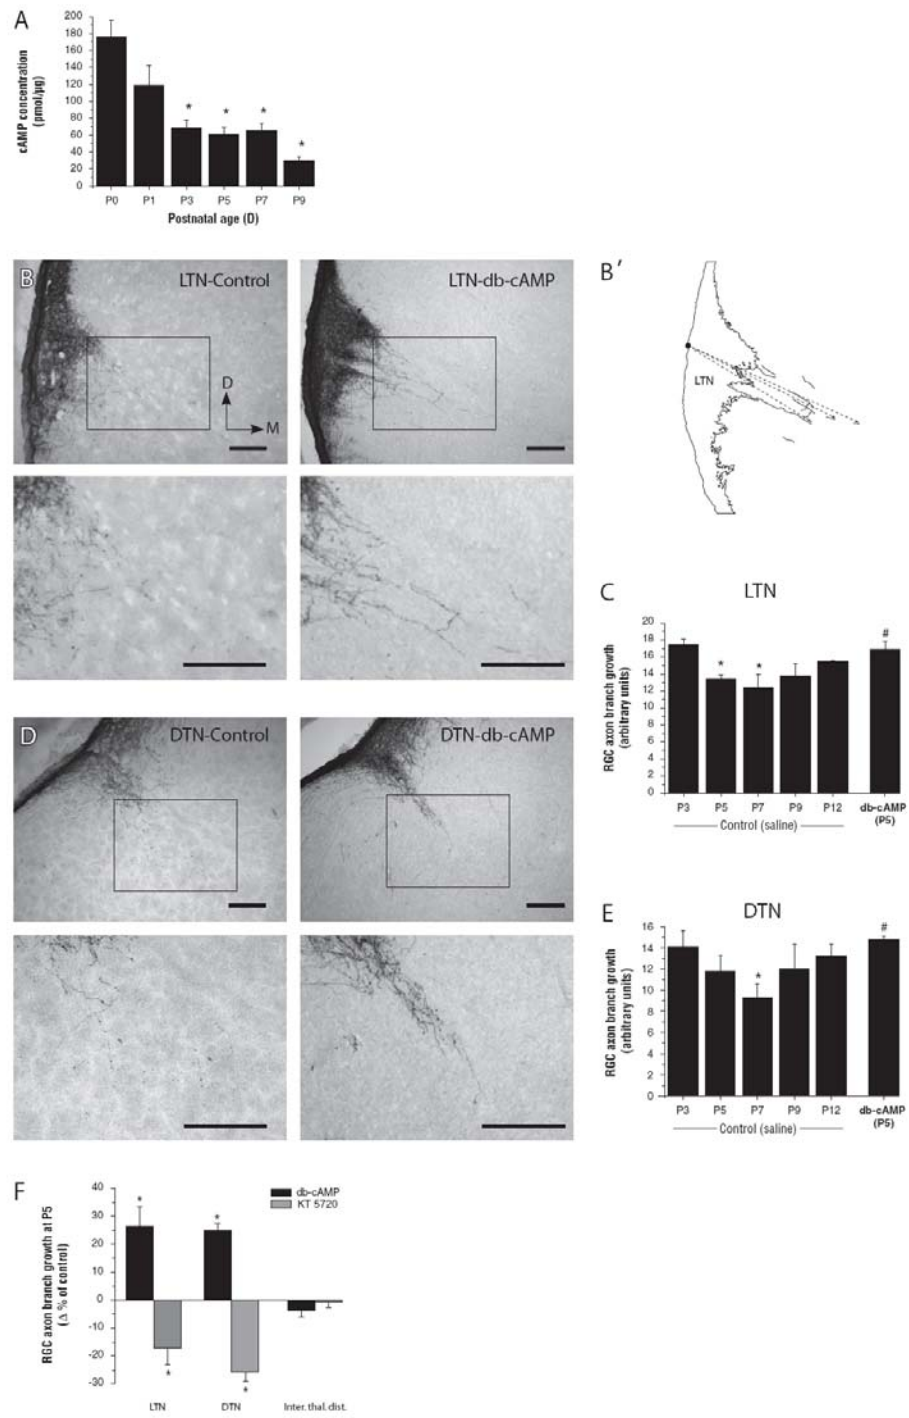 A
cAMP concentration
(pmol/μg)
200
180
160
140
120
100
80
60
40
20
0
* * * *
P0 P1 P3 P5 P7 P9
Postnatal age (D)
B
LTN-Control
D
M
LTN-db-cAMP
B′
LTN
C
LTN
RGC axon branch growth
(arbitrary units)
20
18
16
14
12
10
8
6
4
2
0
* * #
P3 P5 P7 P9 P12 db-cAMP
(P5)
Control (saline)
D
DTN-Control
DTN-db-cAMP
E
DTN
RGC axon branch growth
(arbitrary units)
16
14
12
10
8
6
4
2
0
* #
P3 P5 P7 P9 P12 db-cAMP
(P5)
Control (saline)
F
RGC axon branch growth at P5
(Δ % of control)
40
30
20
10
0
-10
-20
-30
* *
* *
db-cAMP
KT 5720
LTN DTN Inter. thal. dist.